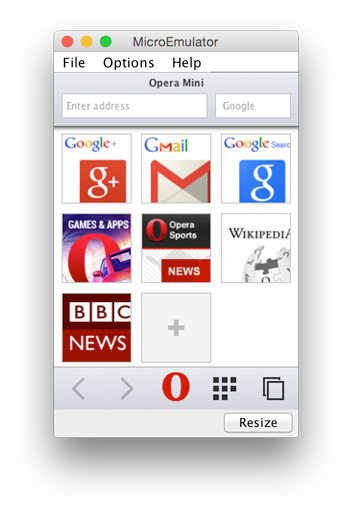 MicroEmulator
File Options Help
Opera Mini
Enter address Google
Google+
g+
Gmail
Google Searc
g
GAMES & APPS
Opera
Sports
NEWS
WIKIPEDIA
BBC
NEWS
Resize